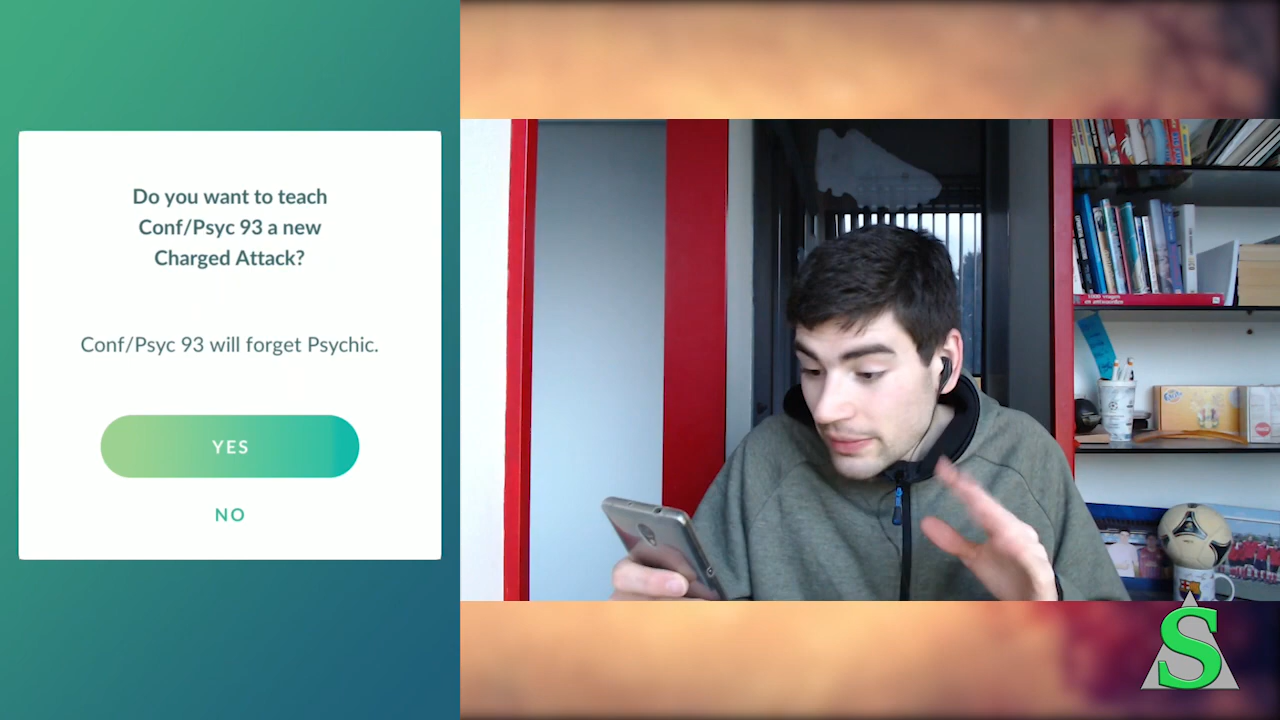 Do you want to teach
Conf/Psyc 93 a new
Charged Attack?
Conf/Psyc 93 will forget Psychic.
YES
NO
S